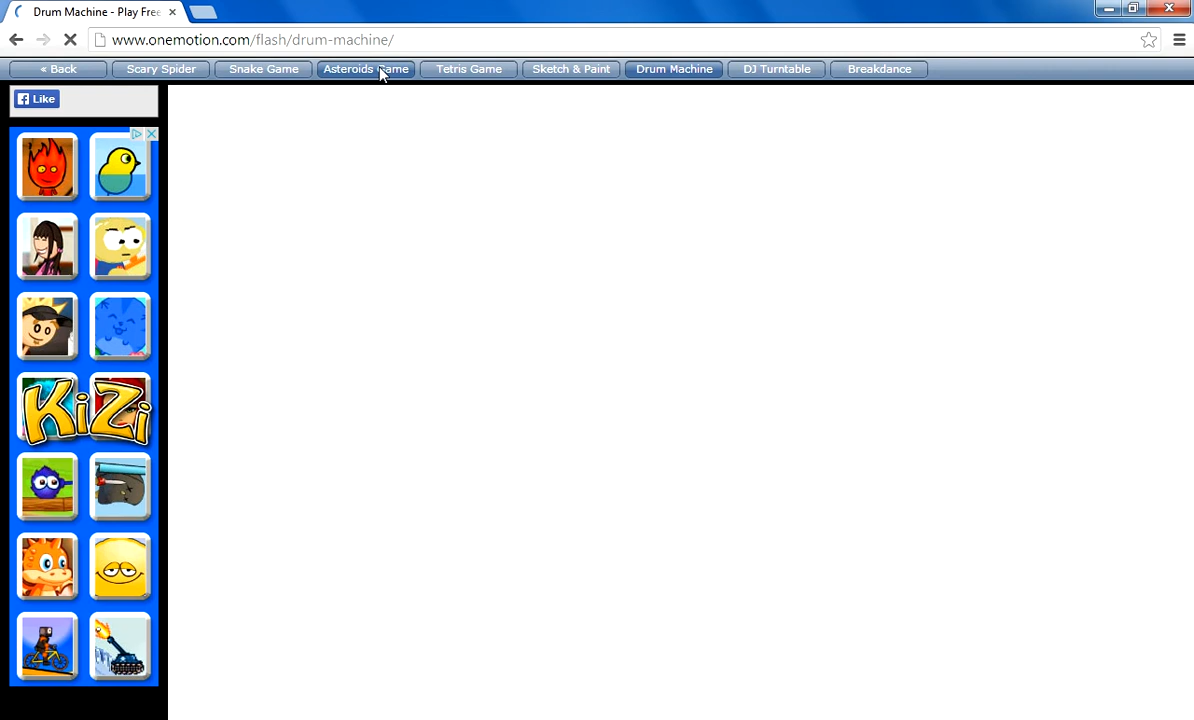 Drum Machine - Play Free
www.onemotion.com/flash/drum-machine/
« Back Scary Spider Snake Game Asteroids Game Tetris Game Sketch & Paint Drum Machine DJ Turntable Breakdance
Like
KiZi